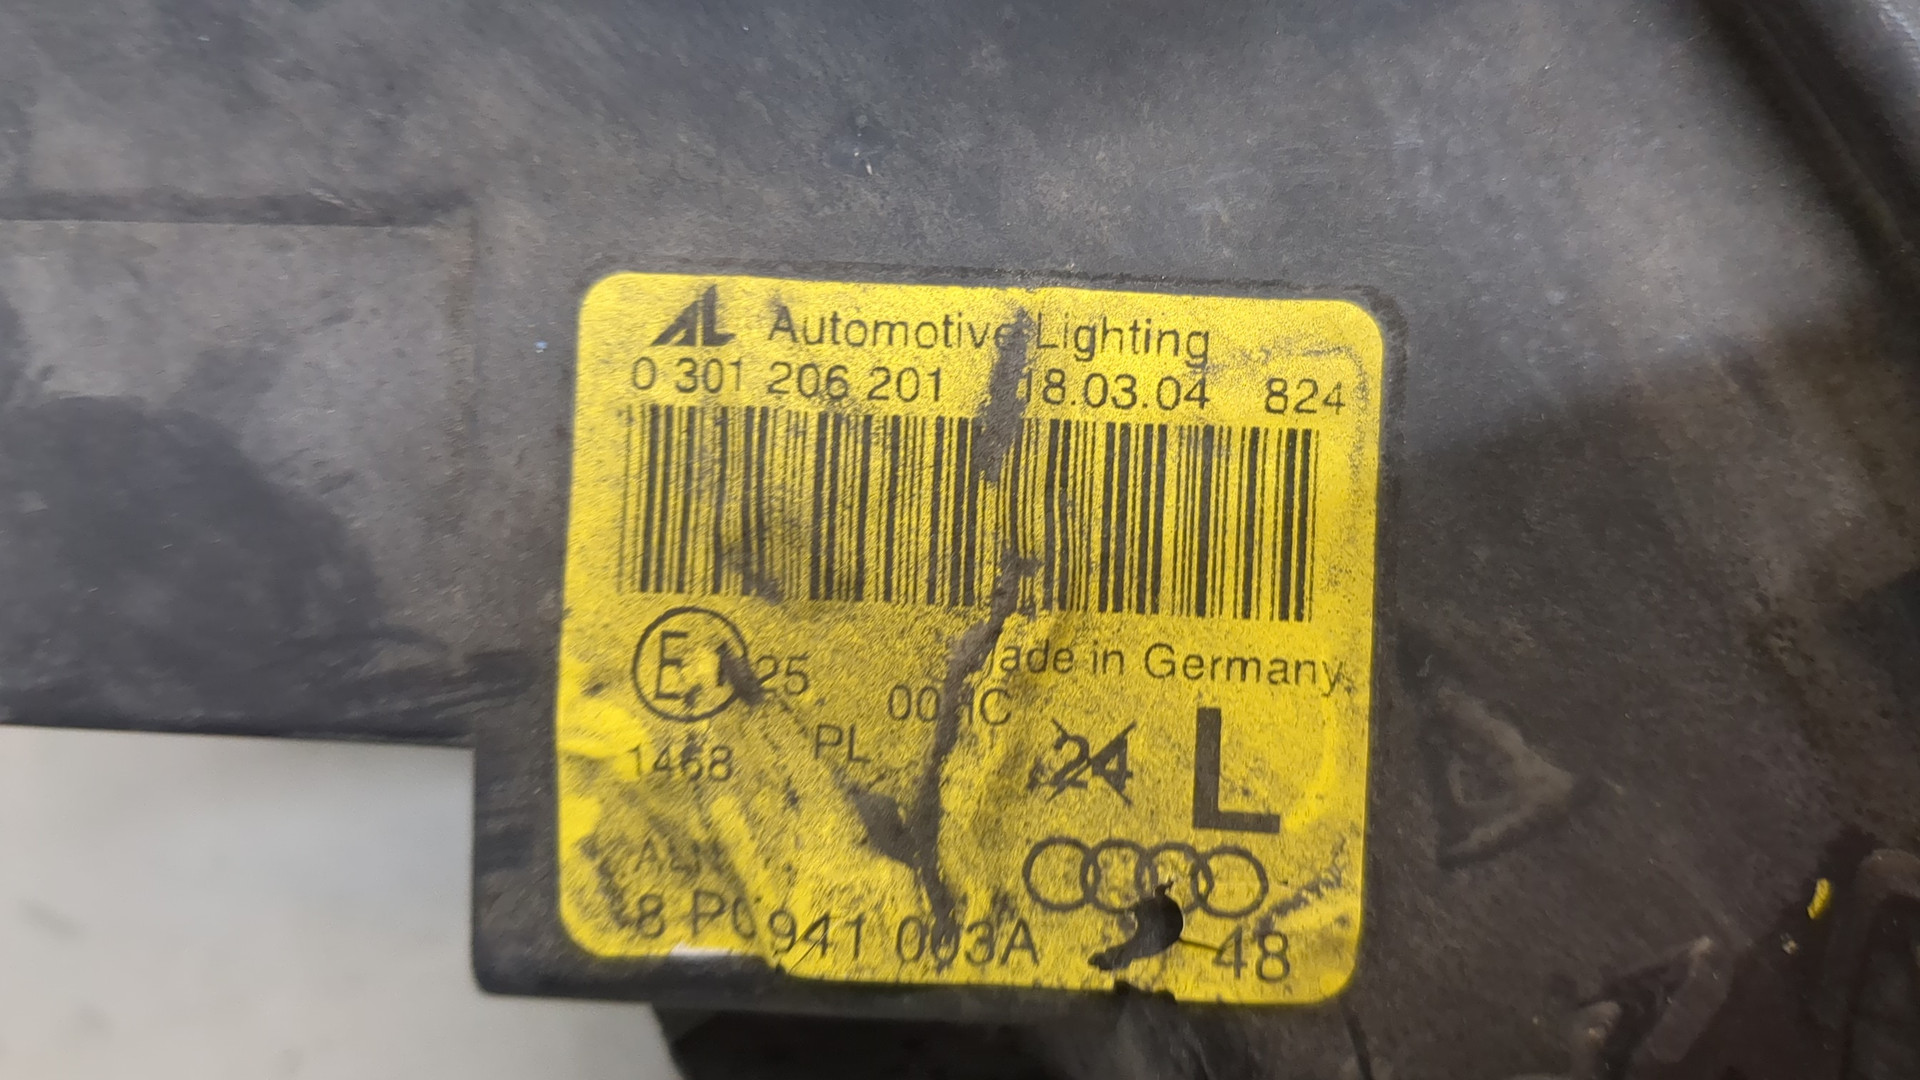 AL Automotive Lighting
0 301 206 201 18.03.04 824
E1 25 Made in Germany
00 HC
1468 PL 24 L
8 P0 941 003A 48